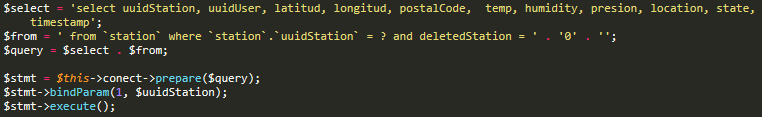 $select = 'select uuidStation, uuidUser, latitud, longitud, postalCode,  temp, humidity, presion, location, state,
timestamp';
$from = ' from `station` where `station`.`uuidStation` = ? and deletedStation = ' . '0' . '';
$query = $select . $from;

$stmt = $this->conect->prepare($query);
$stmt->bindParam(1, $uuidStation);
$stmt->execute();